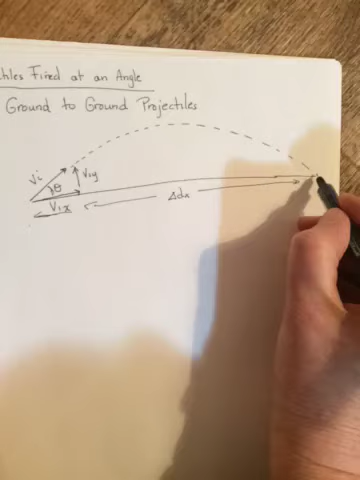 tiles Fired at an Angle
Ground to Ground Projectiles
Vi
θ
Viy
Vix
Δdx